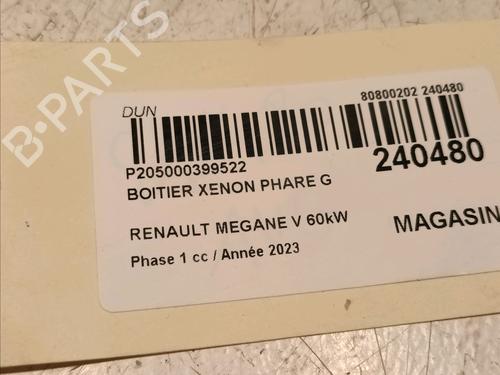 B-PARTS
DUN
80800202 240480
P205000399522
240480
BOITIER XENON PHARE G
RENAULT MEGANE V 60kW
MAGASIN
Phase 1 cc / Année 2023